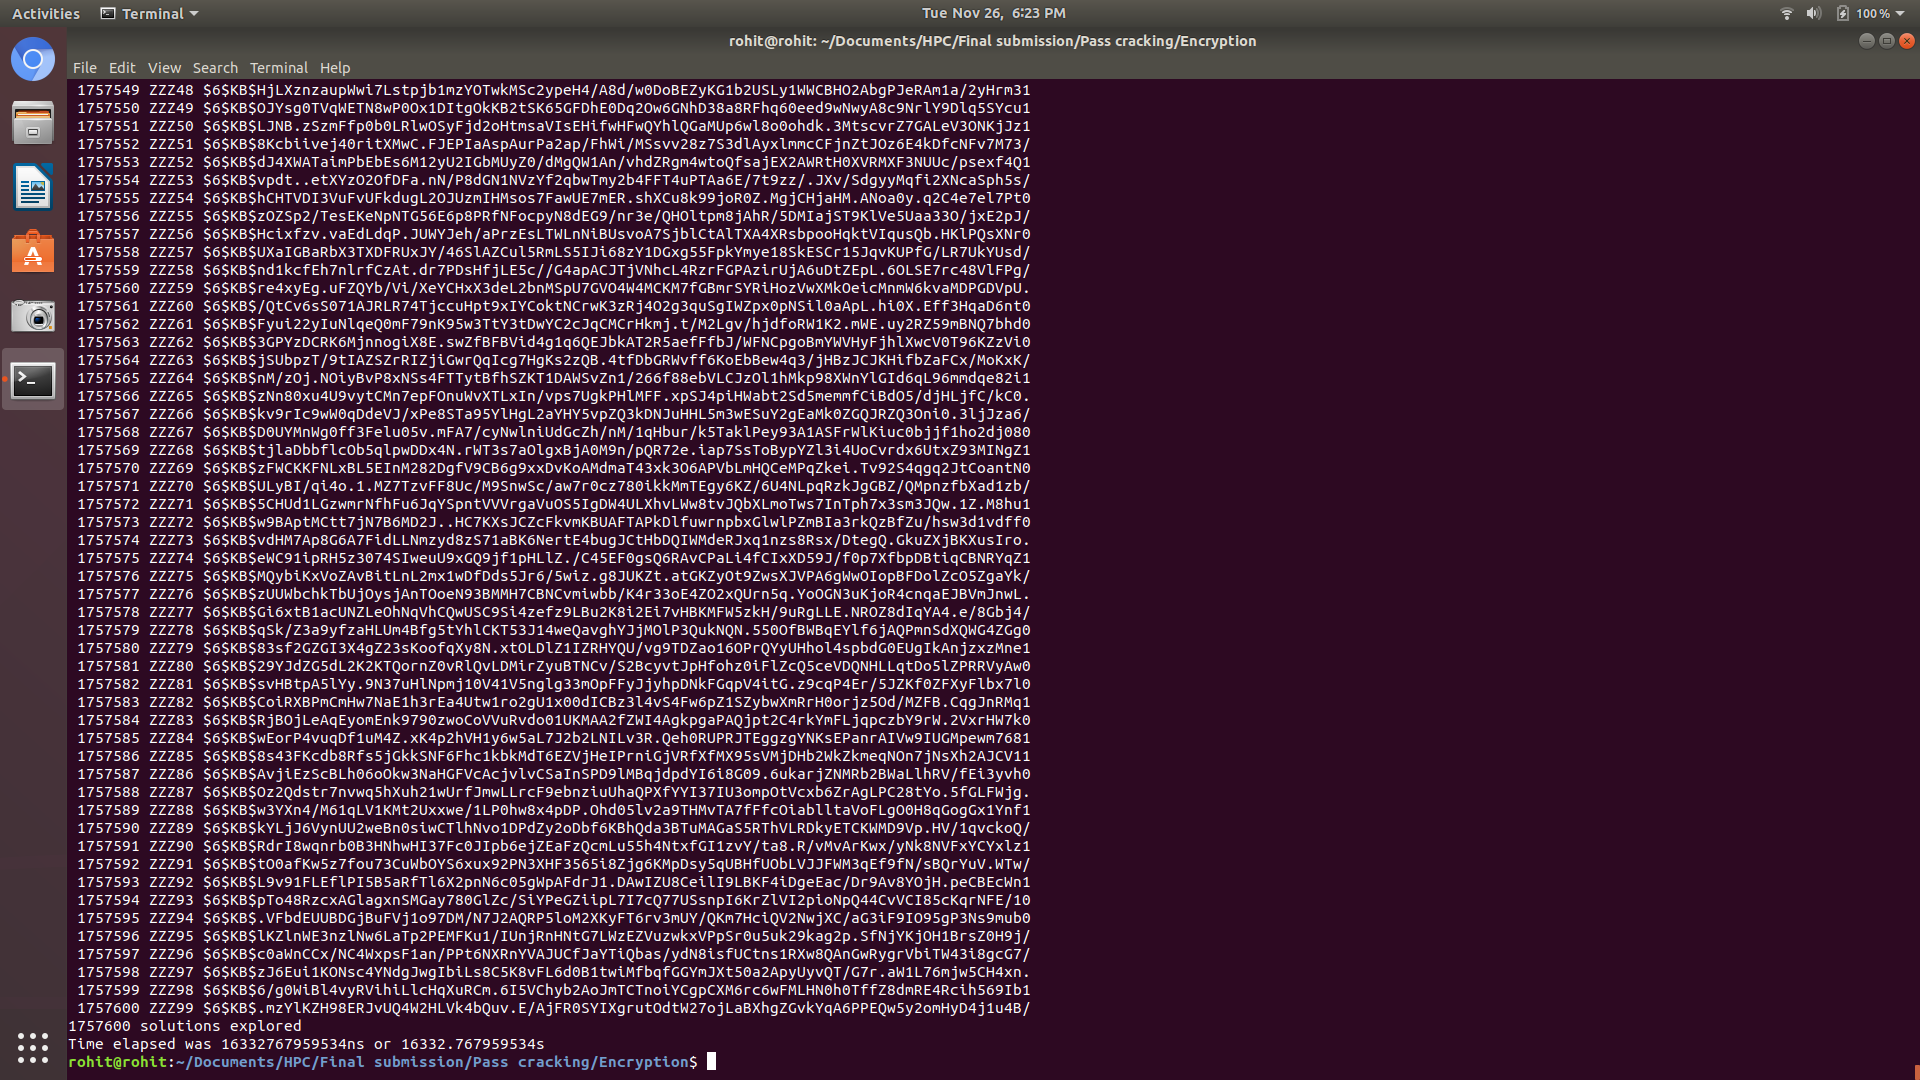 Activities
Terminal
Tue Nov 26, 6:23 PM
100 %
rohit@rohit: ~/Documents/HPC/Final submission/Pass cracking/Encryption
File Edit View Search Terminal Help
1757549 ZZZ48 $6$KB$HjLXznzaupWwi7Lstpjb1mzYOTwkMSc2ypeH4/A8d/w0DoBEZyKG1b2USLy1WWCBHO2AbgPJeRAm1a/2yHrm31
1757550 ZZZ49 $6$KB$OJYsg0TVqWETN8wP0Ox1DItgOkKB2tSK65GFDhE0Dq2Ow6GNhD38a8RFhq60eed9wNwyA8c9NrlY9Dlq5SYcu1
1757551 ZZZ50 $6$KB$LJNB.zSzmFfp0b0LRlwOSyFjd2oHtmsaVIsEHifwHFwQYhlQGaMUp6wl8o0ohdk.3MtscvrZ7GALeV3ONKjJz1
1757552 ZZZ51 $6$KB$8Kcbiivej40ritXMwC.FJEPIaAspAurPa2ap/FhWi/MSsvv28z7S3dlAyxlmmcCFjnZtJOz6E4kDfcNFv7M73/
1757553 ZZZ52 $6$KB$dJ4XWATaimPbEbEs6M12yU2IGbMUyZ0/dMgQW1An/vhdZRgm4wtoQfsajEX2AWRtH0XVRMXF3NUUc/psexf4Q1
1757554 ZZZ53 $6$KB$vpdt..etXYzO2OfDFa.nN/P8dGN1NVzYf2qbwTmy2b4FFT4uPTAa6E/7t9zz/.JXv/SdgyyMqfi2XNcaSph5s/
1757555 ZZZ54 $6$KB$hCHTVDI3VuFvUFkdugL2OJUzmIHMsos7FawUE7mER.shXCu8k99joR0Z.MgjCHjaHM.ANoa0y.q2C4e7el7Pt0
1757556 ZZZ55 $6$KB$zOZSp2/TesEKeNpNTG56E6p8PRfNFocpyN8dEG9/nr3e/QHOltpm8jAhR/5DMIajST9KlVe5Uaa33O/jxE2pJ/
1757557 ZZZ56 $6$KB$Hcixfzv.vaEdLdqP.JUWYJeh/aPrzEsLTWLnNiBUsvoA7SjblCtAlTXA4XRsbpooHqktVIqusQb.HKlPQsXNr0
1757558 ZZZ57 $6$KB$UXaIGBaRbX3TXDFRUxJY/46SlAZCul5RmLS5IJi68zY1DGxg55FpkYmye18SkESCr15JqvKUPfG/LR7UkYUsd/
1757559 ZZZ58 $6$KB$nd1kcfEh7nlrfCzAt.dr7PDsHfjLE5c//G4apACJTjVNhcL4RzrFGPAzirUjA6uDtZEpL.6OLSE7rc48VlFPg/
1757560 ZZZ59 $6$KB$re4xyEg.uFZQYb/Vi/XeYCHxX3deL2bnMSpU7GVO4W4MCKM7fGBmrSYRiHozVwXMkOeicMnmW6kvaMDPGDVpU.
1757561 ZZZ60 $6$KB$/QtCv6sS071AJRLR74TjccuHpt9xIYCoktNCrwK3zRj4O2g3quSgIWZpx0pNSil0aApL.hi0X.Eff3HqaD6nt0
1757562 ZZZ61 $6$KB$Fyui22yIuNlqeQ0mF79nK95w3TtY3tDwYC2cJqCMCrHkmj.t/M2Lgv/hjdfoRW1K2.mWE.uy2RZ59mBNQ7bhd0
1757563 ZZZ62 $6$KB$3GPYzDCRK6MjnnogiX8E.swZfBFBVid4g1q6QEJbkAT2R5aefFfbJ/WFNCpgoBmYWVHyFjhlXwcV0T96KZzVi0
1757564 ZZZ63 $6$KB$jSUbpzT/9tIAZSZrRIZjiGwrQqIcg7HgKs2zQB.4tfDbGRWvff6KoEbBew4q3/jHBzJCJKHifbZaFCx/MoKxK/
1757565 ZZZ64 $6$KB$nM/zOj.NOiyBvP8xNSs4FTTytBfhSZKT1DAWSvZn1/266f88ebVLCJzOl1hMkp98XWnYlGId6qL96mmdqe82i1
1757566 ZZZ65 $6$KB$zNn80xu4U9vytCMn7epFOnuWvXTLxIn/vps7UgkPHlMFF.xpSJ4piHWabt2Sd5memmfCiBdO5/djHLjfC/kC0.
1757567 ZZZ66 $6$KB$kv9rIc9wW0qDdeVJ/xPe8STa95YlHgL2aYHY5vpZQ3kDNJuHHL5m3wESuY2gEaMk0ZGQJRZQ3Oni0.3ljJza6/
1757568 ZZZ67 $6$KB$D0UYMnWg0ff3Felu05v.mFA7/cyNwlniUdGcZh/nM/1qHbur/k5TaklPey93A1ASFrWlKiuc0bjjf1ho2dj080
1757569 ZZZ68 $6$KB$tjlaDbbflcOb5qlpwDDx4N.rWT3s7aOlgxBjA0M9n/pQR72e.iap7SsToBypYZl3i4UoCvrdx6UtxZ93MINgZ1
1757570 ZZZ69 $6$KB$zFWCKKFNLxBL5EInM282DgfV9CB6g9xxDvKoAMdmaT43xk3O6APVbLmHQCeMPqZkei.Tv92S4qgq2JtCoantN0
1757571 ZZZ70 $6$KB$ULyBI/qi4o.1.MZ7TzvFF8Uc/M9SnwSc/aw7r0cz780ikkMmTEgy6KZ/6U4NLpqRzkJgGBZ/QMpnzfbXad1zb/
1757572 ZZZ71 $6$KB$5CHUd1LGzwmrNfhFu6JqYSpntVVVrgaVuOS5IgDW4ULXhvLWw8tvJQbXLmoTws7InTph7x3sm3JQw.1Z.M8hu1
1757573 ZZZ72 $6$KB$w9BAptMCtt7jN7B6MD2J..HC7KXsJCZcFkvmKBUAFTAPkDlfuwrnpbxGlwlPZmBIa3rkQzBfZu/hsw3d1vdff0
1757574 ZZZ73 $6$KB$vdHM7Ap8G6A7FidLLNmzyd8zS71aBK6NertE4bugJCtHbDQIWMdeRJxq1nzs8Rsx/DtegQ.GkuZXjBKXusIro.
1757575 ZZZ74 $6$KB$eWC91ipRH5z3074SIweuU9xGQ9jf1pHLlZ./C45EF0gsQ6RAvCPaLi4fCIxXD59J/f0p7XfbpDBtiqCBNRYqZ1
1757576 ZZZ75 $6$KB$MQybiKxVoZAvBitLnL2mx1wDfDds5Jr6/5wiz.g8JUKZt.atGKZyOt9ZwsXJVPA6gWwOIopBFDolZcO5ZgaYk/
1757577 ZZZ76 $6$KB$zUUWbchkTbUjOysjAnTOoeN93BMMH7CBNCvmiwbb/K4r33oE4ZO2xQUrn5q.YoOGN3uKjoR4cnqaEJBVmJnwL.
1757578 ZZZ77 $6$KB$Gi6xtB1acUNZLeOhNqVhCQwUSC9Si4zefz9LBu2K8i2Ei7vHBKMFW5zkH/9uRgLLE.NROZ8dIqYA4.e/8Gbj4/
1757579 ZZZ78 $6$KB$qSk/Z3a9yfzaHLUm4Bfg5tYhlCKT53J14weQavghYJjMOlP3QukNQN.550OfBWBqEYlf6jAQPmnSdXQWG4ZGg0
1757580 ZZZ79 $6$KB$83sf2GZGI3X4gZ23sKoofqXy8N.xtOLDlZ1IZRHYQU/vg9TDZao16OPrQYyUHhol4spbdG0EUgIkAnjzxzMne1
1757581 ZZZ80 $6$KB$29YJdZG5dL2K2KTQornZ0vRlQvLDMirZyuBTNCv/S2BcyvtJpHfohz0iFlZcQ5ceVDQNHLLqtDo5lZPRRVyAw0
1757582 ZZZ81 $6$KB$svHBtpA5lYy.9N37uHlNpmj10V41V5nglg33mOpFFyJjyhpDNkFGqpV4itG.z9cqP4Er/5JZKf0ZFXyFlbx7l0
1757583 ZZZ82 $6$KB$CoiRXBPmCmHw7NaE1h3rEa4Utw1ro2gU1x00dICBz3l4vS4Fw6pZ1SZybwXmRrH0orjz5Od/MZFB.CqgJnRMq1
1757584 ZZZ83 $6$KB$RjBOjLeAqEyomEnk9790zwoCoVVuRvdo01UKMAA2fZWI4AgkpgaPAQjpt2C4rkYmFLjqpczbY9rW.2VxrHW7k0
1757585 ZZZ84 $6$KB$wEorP4vuqDf1uM4Z.xK4p2hVH1y6w5aL7J2b2LNILv3R.Qeh0RUPRJTEggzgYNKsEPanrAIVw9IUGMpewm7681
1757586 ZZZ85 $6$KB$8s43FKcdb8Rfs5jGkkSNF6Fhc1kbkMdT6EZVjHeIPrniGjVRfXfMX95sVMjDHb2WkZkmeqNOn7jNsXh2AJCV11
1757587 ZZZ86 $6$KB$AvjiEzScBLh06oOkw3NaHGFVcAcjvlvCSaInSPD9lMBqjdpdYI6i8G09.6ukarjZNMRb2BWaLlhRV/fEi3yvh0
1757588 ZZZ87 $6$KB$Oz2Qdstr7nvwq5hXuh21wUrfJmwLLrcF9ebnziuUhaQPXfYYI37IU3ompOtVcxb6ZrAgLPC28tYo.5fGLFWjg.
1757589 ZZZ88 $6$KB$w3YXn4/M61qLV1KMt2Uxxwe/1LP0hw8x4pDP.Ohd05lv2a9THMvTA7fFfcOiablltaVoFLgO0H8qGogGx1Ynf1
1757590 ZZZ89 $6$KB$kYLjJ6VynUU2weBn0siwCTlhNvo1DPdZy2oDbf6KBhQda3BTuMAGaS5RThVLRDkyETCKWMD9Vp.HV/1qvckoQ/
1757591 ZZZ90 $6$KB$RdrI8wqnrb0B3HNhwHI37Fc0JIpb6ejZEaFzQcmLu55h4NtxfGI1zvY/ta8.R/vMvArKwx/yNk8NVFxYCYxlz1
1757592 ZZZ91 $6$KB$tO0afKw5z7fou73CuWbOYS6xux92PN3XHF3565i8Zjg6KMpDsy5qUBHfUObLVJJFWM3qEf9fN/sBQrYuV.WTw/
1757593 ZZZ92 $6$KB$L9v91FLEflPI5B5aRfTl6X2pnN6c05gWpAFdrJ1.DAwIZU8CeilI9LBKF4iDgeEac/Dr9Av8YOjH.peCBEcWn1
1757594 ZZZ93 $6$KB$pTo48RzcxAGlagxnSMGay780GlZc/SiYPeGZiipL7I7cQ77USsnpI6KrZlVI2pioNpQ44CvVCI85cKqrNFE/10
1757595 ZZZ94 $6$KB$.VFbdEUUBDGjBuFVj1o97DM/N7J2AQRP5loM2XKyFT6rv3mUY/QKm7HciQV2NwjXC/aG3iF9IO95gP3Ns9mub0
1757596 ZZZ95 $6$KB$lKZlnWE3nzlNw6LaTp2PEMFKu1/IUnjRnHNtG7LWzEZVuzwkxVPpSr0u5uk29kag2p.SfNjYKjOH1BrsZ0H9j/
1757597 ZZZ96 $6$KB$c0aWnCCx/NC4WxpsF1an/PPt6NXRnYVAJUCfJaYTiQbas/ydN8isfUCtns1RXw8QAnGwRygrVbiTW43i8gcG7/
1757598 ZZZ97 $6$KB$zJ6Eui1KONsc4YNdgJwgIbiLs8C5K8vFL6d0B1twiMfbqfGGYmJXt50a2ApyUyvQT/G7r.aW1L76mjw5CH4xn.
1757599 ZZZ98 $6$KB$6/g0WiBl4vyRVihiLlcHqXuRCm.6I5VChyb2AoJmTCTnoiYCgpCXM6rc6wFMLHN0h0TffZ8dmRE4Rcih569Ib1
1757600 ZZZ99 $6$KB$.mzYlKZH98ERJvUQ4W2HLVk4bQuv.E/AjFR0SYIXgrutOdtW27ojLaBXhgZGvkYqA6PPEQw5y2omHyD4j1u4B/
1757600 solutions explored
Time elapsed was 16332767959534ns or 16332.767959534s
rohit@rohit:~/Documents/HPC/Final submission/Pass cracking/Encryption$